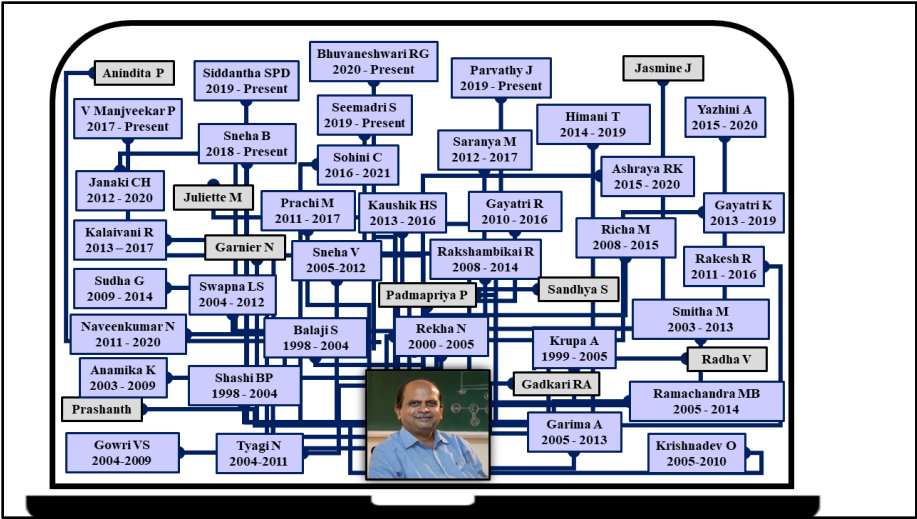 Bhuvaneshwari RG
2020 - Present
Anindita P
Siddantha SPD
2019 - Present
Parvathy J
2019 - Present
Jasmine J
V Manjveekar P
2017 - Present
Seemadri S
2019 - Present
Himani T
2014 - 2019
Yazhini A
2015 - 2020
Sneha B
2018 - Present
Saranya M
2012 - 2017
Sohini C
2016 - 2021
Ashraya RK
2015 - 2020
Janaki CH
2012 - 2020
Juliette M
Prachi M
2011 - 2017
Kaushik HS
2013 - 2016
Gayatri R
2010 - 2016
Gayatri K
2013 - 2019
Kalaivani R
2013 – 2017
Garnier N
Sneha V
2005-2012
Rakshambikai R
2008 - 2014
Richa M
2008 - 2015
Rakesh R
2011 - 2016
Sudha G
2009 - 2014
Swapna LS
2004 - 2012
Padmapriya P
Sandhya S
Smitha M
2003 - 2013
Naveenkumar N
2011 - 2020
Balaji S
1998 - 2004
Rekha N
2000 - 2005
Krupa A
1999 - 2005
Radha V
Anamika K
2003 - 2009
Shashi BP
1998 - 2004
Gadkari RA
Ramachandra MB
2005 - 2014
Prashanth
Garima A
2005 - 2013
Gowri VS
2004-2009
Tyagi N
2004-2011
Krishnadev O
2005-2010